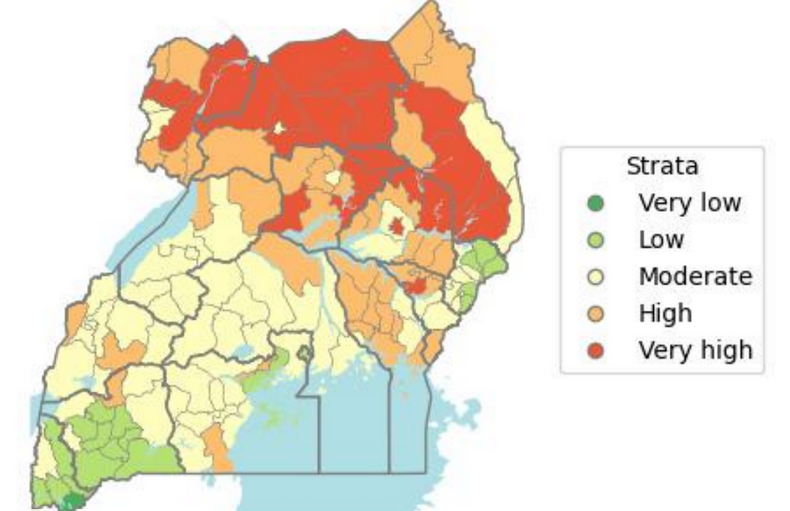 Strata
Very low
Low
Moderate
High
Very high